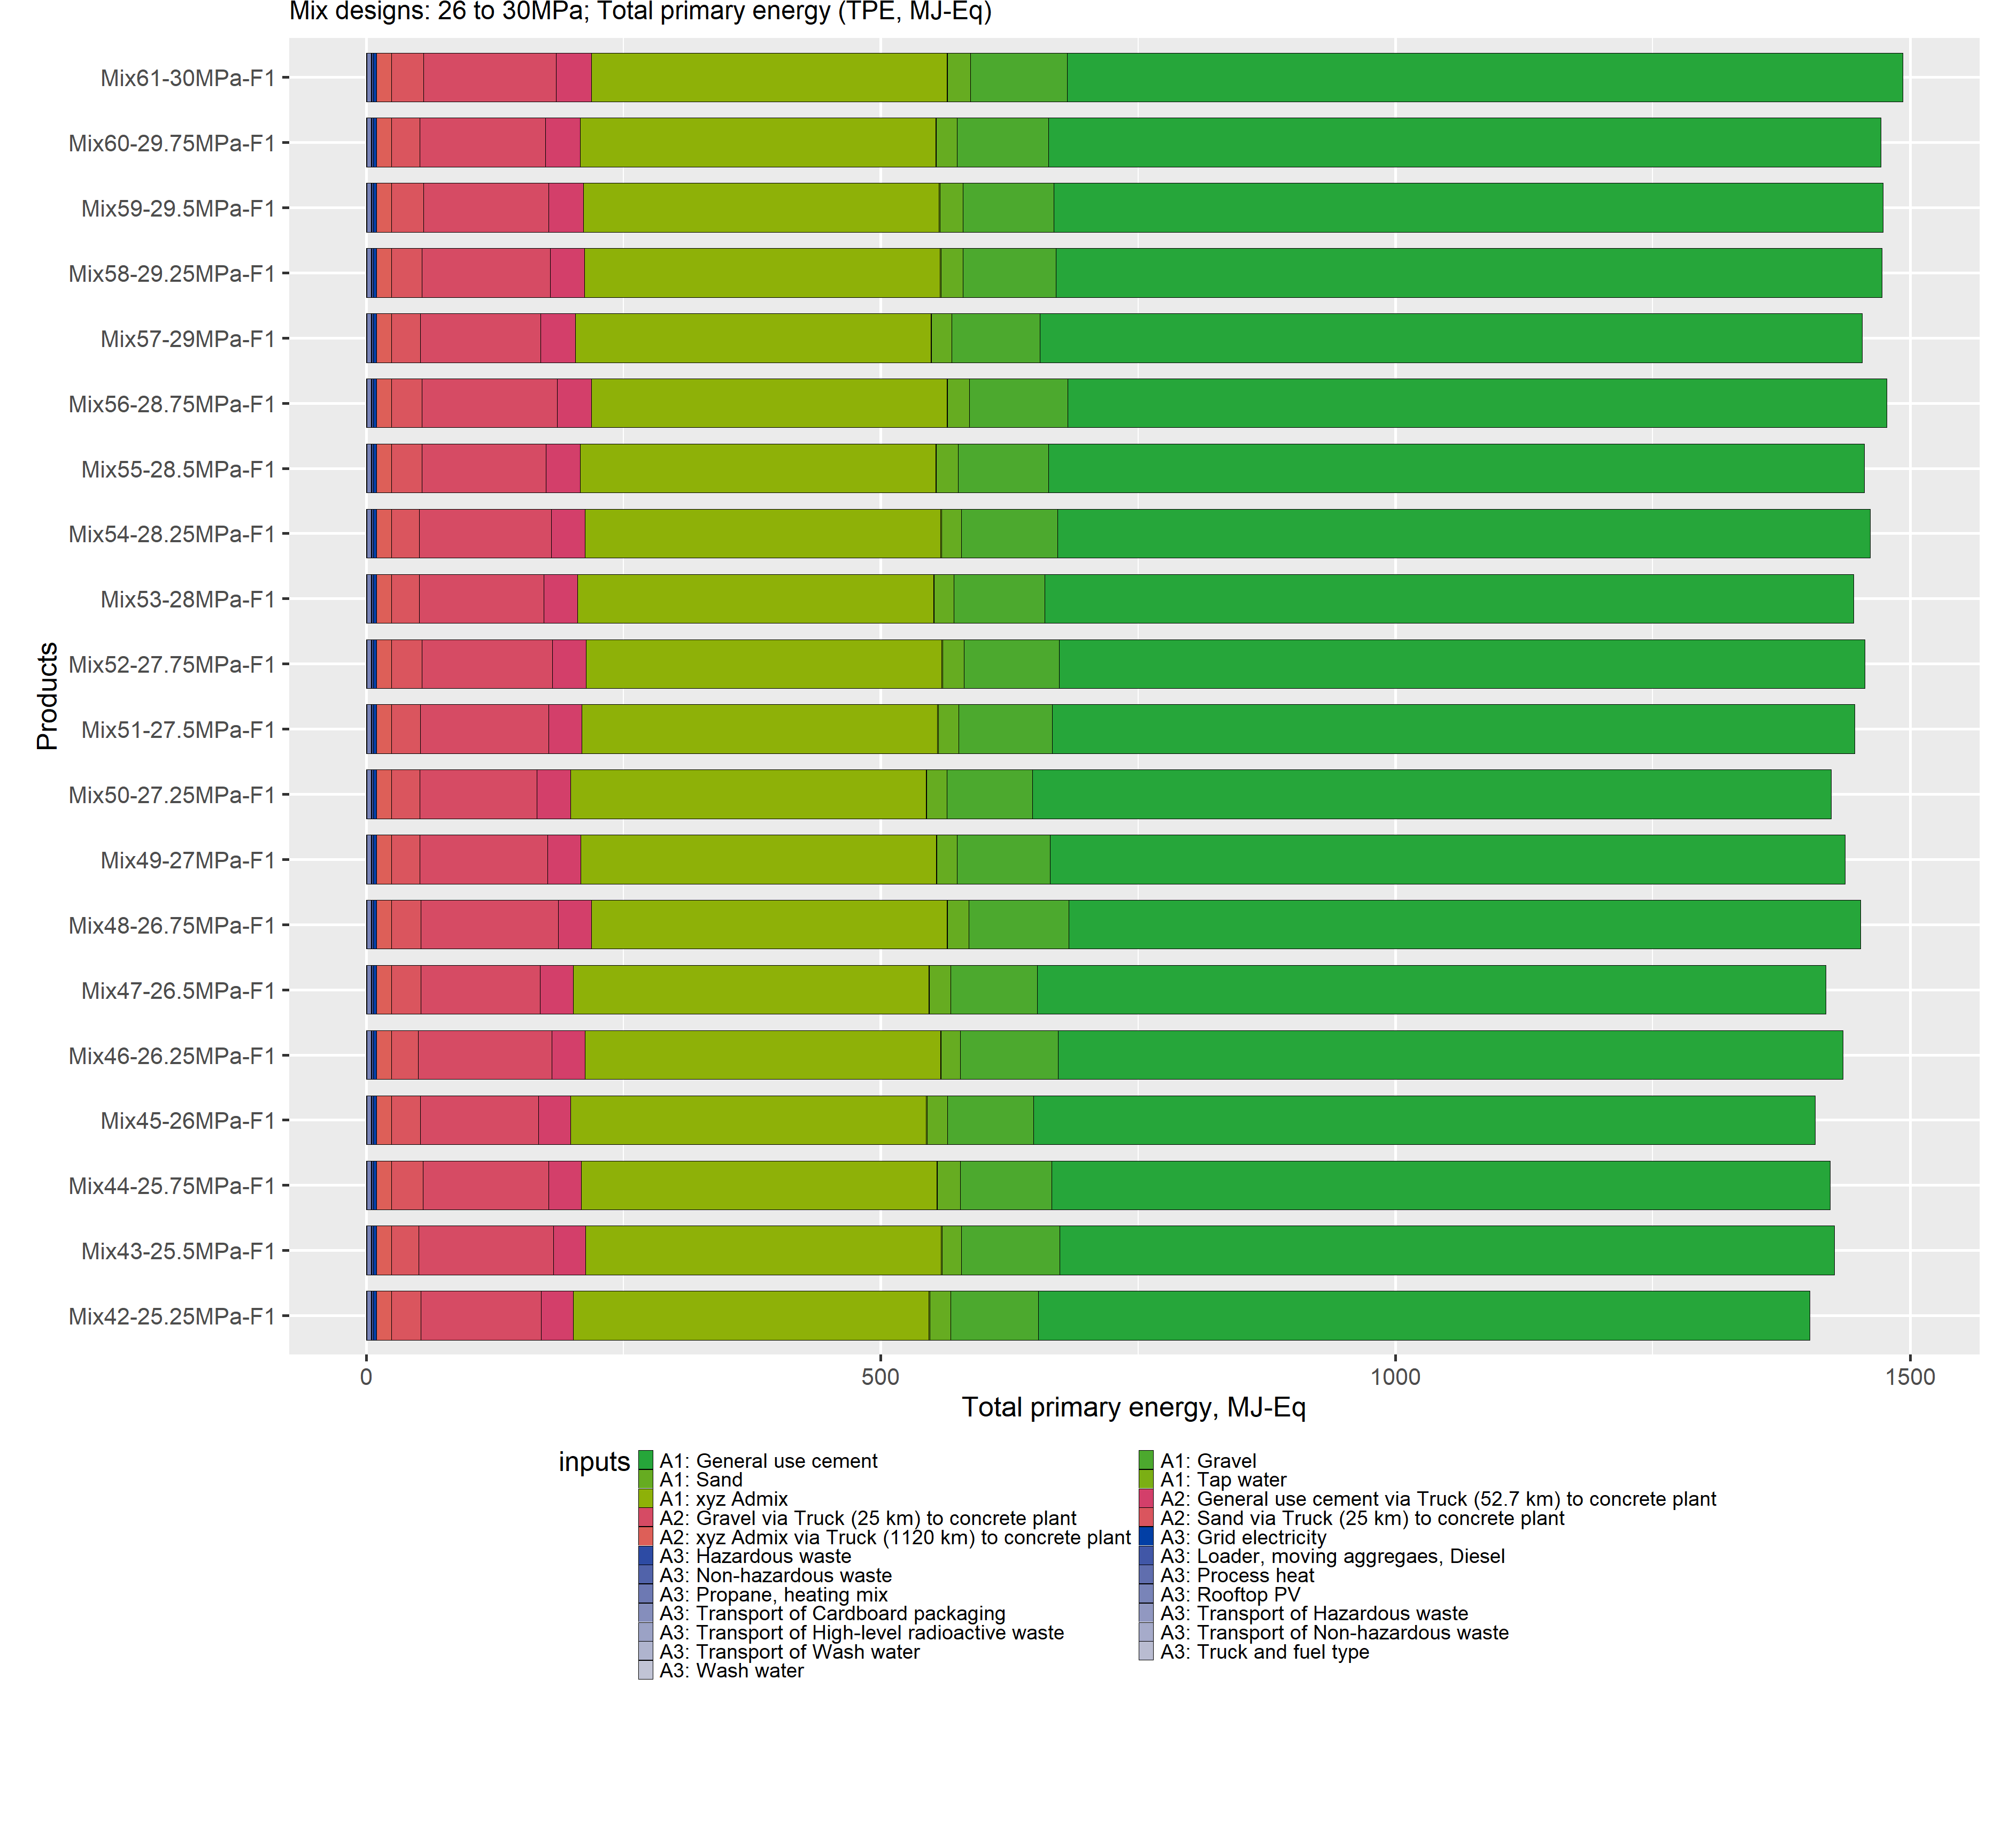 Mix designs: 26 to 30MPa; Total primary energy (TPE, MJ-Eq)
Products
Mix61-30MPa-F1
Mix60-29.75MPa-F1
Mix59-29.5MPa-F1
Mix58-29.25MPa-F1
Mix57-29MPa-F1
Mix56-28.75MPa-F1
Mix55-28.5MPa-F1
Mix54-28.25MPa-F1
Mix53-28MPa-F1
Mix52-27.75MPa-F1
Mix51-27.5MPa-F1
Mix50-27.25MPa-F1
Mix49-27MPa-F1
Mix48-26.75MPa-F1
Mix47-26.5MPa-F1
Mix46-26.25MPa-F1
Mix45-26MPa-F1
Mix44-25.75MPa-F1
Mix43-25.5MPa-F1
Mix42-25.25MPa-F1
0 500 1000 1500
Total primary energy, MJ-Eq
inputs
A1: General use cement
A1: Gravel
A1: Sand
A1: Tap water
A1: xyz Admix
A2: General use cement via Truck (52.7 km) to concrete plant
A2: Gravel via Truck (25 km) to concrete plant
A2: Sand via Truck (25 km) to concrete plant
A2: xyz Admix via Truck (1120 km) to concrete plant
A3: Grid electricity
A3: Hazardous waste
A3: Loader, moving aggregaes, Diesel
A3: Non-hazardous waste
A3: Process heat
A3: Propane, heating mix
A3: Rooftop PV
A3: Transport of Cardboard packaging
A3: Transport of Hazardous waste
A3: Transport of High-level radioactive waste
A3: Transport of Non-hazardous waste
A3: Transport of Wash water
A3: Truck and fuel type
A3: Wash water